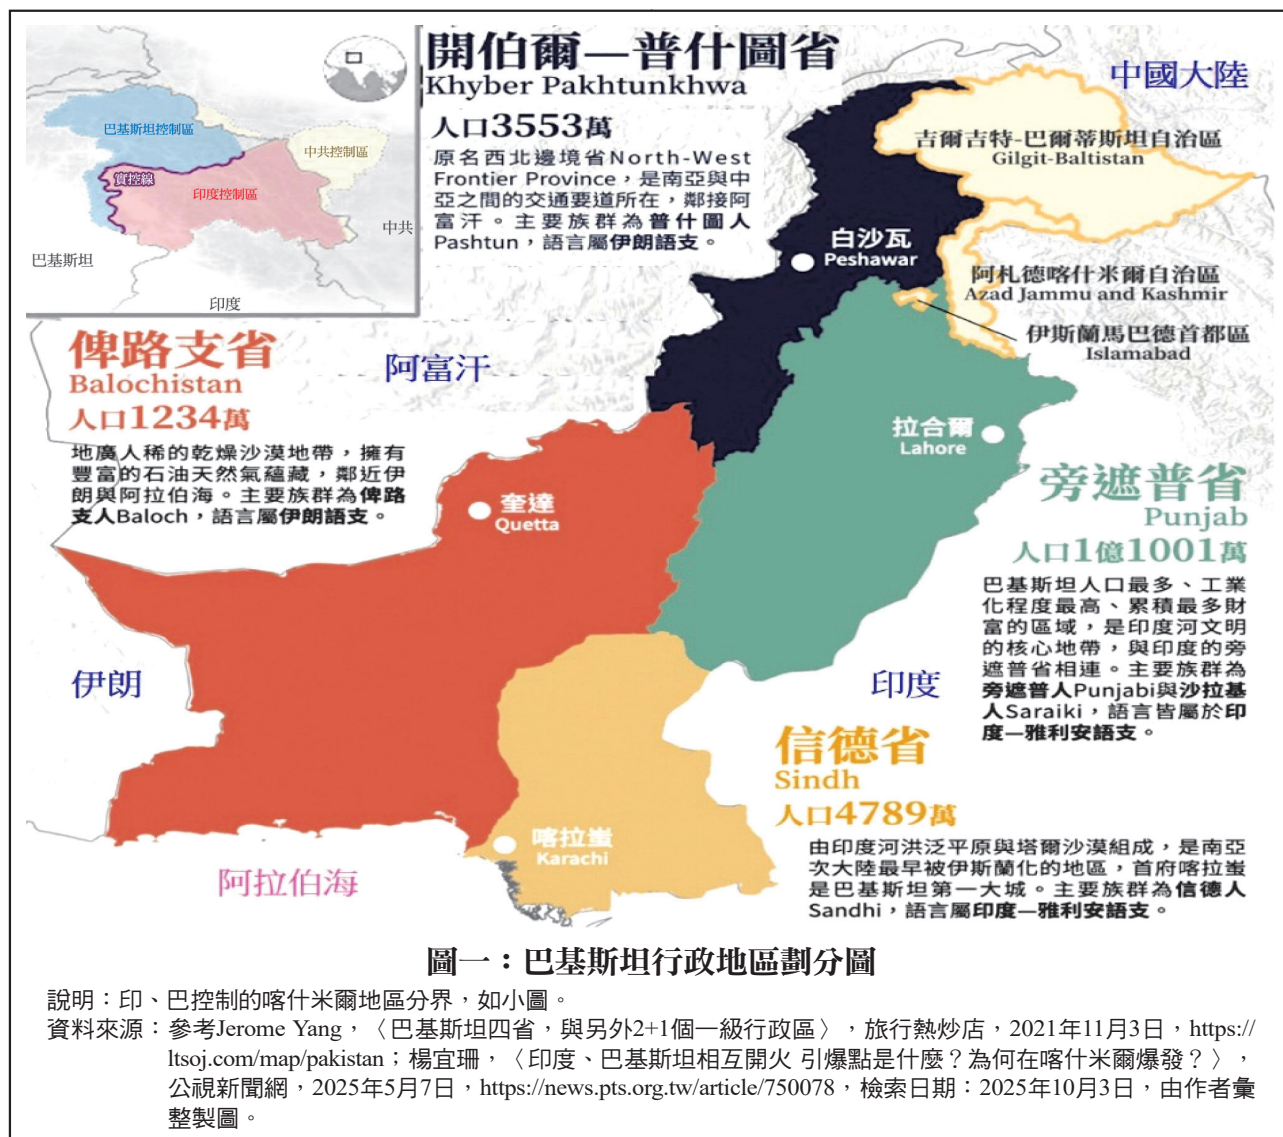 開伯爾—普什圖省
Khyber Pakhtunkhwa
人口3553萬
原名西北邊境省North-West
Frontier Province，是南亞與中
亞之間的交通要道所在，鄰接阿
富汗。主要族群為普什圖人
Pashtun，語言屬伊朗語支。
巴基斯坦控制區
中共控制區
實控線
印度控制區
中共
巴基斯坦
印度
中國大陸
吉爾吉特-巴爾蒂斯坦自治區
Gilgit-Baltistan
白沙瓦
Peshawar
阿札德喀什米爾自治區
Azad Jammu and Kashmir
伊斯蘭馬巴德首都區
Islamabad
俾路支省
Balochistan
人口1234萬
地廣人稀的乾燥沙漠地帶，擁有
豐富的石油天然氣蘊藏，鄰近伊
朗與阿拉伯海。主要族群為俾路
支人Baloch，語言屬伊朗語支。
阿富汗
拉合爾
Lahore
奎達
Quetta
旁遮普省
Punjab
人口1億1001萬
巴基斯坦人口最多、工業
化程度最高、累積最多財
富的區域，是印度河文明
的核心地帶，與印度的旁
遮普省相連。主要族群為
旁遮普人Punjabi與沙拉基
人Saraiki，語言皆屬於印
度—雅利安語支。
伊朗
印度
信德省
Sindh
人口4789萬
由印度河洪泛平原與塔爾沙漠組成，是南亞
次大陸最早被伊斯蘭化的地區，首府喀拉蚩
是巴基斯坦第一大城。主要族群為信德人
Sandhi，語言屬印度—雅利安語支。
喀拉蚩
Karachi
阿拉伯海
圖一：巴基斯坦行政地區劃分圖
說明：印、巴控制的喀什米爾地區分界，如小圖。
資料來源：參考Jerome Yang，〈巴基斯坦四省，與另外2+1個一級行政區〉，旅行熱炒店，2021年11月3日，https://
ltsoj.com/map/pakistan；楊宜珊，〈印度、巴基斯坦相互開火 引爆點是什麼？為何在喀什米爾爆發？〉，
公視新聞網，2025年5月7日，https://news.pts.org.tw/article/750078，檢索日期：2025年10月3日，由作者彙
整製圖。